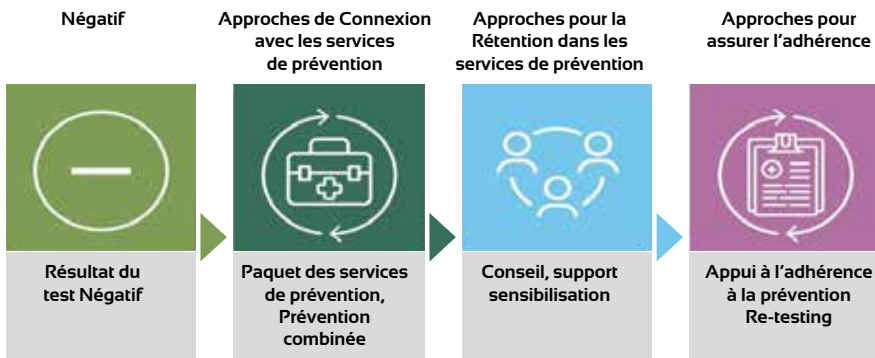 Négatif
Approches de Connexion
avec les services
de prévention
Approches pour la
Rétention dans les
services de prévention
Approches pour
assurer l'adhérence
Résultat du
test Négatif
Paquet des services
de prévention,
Prévention
combinée
Conseil, support
sensibilisation
Appui à l'adhérence
à la prévention
Re-testing